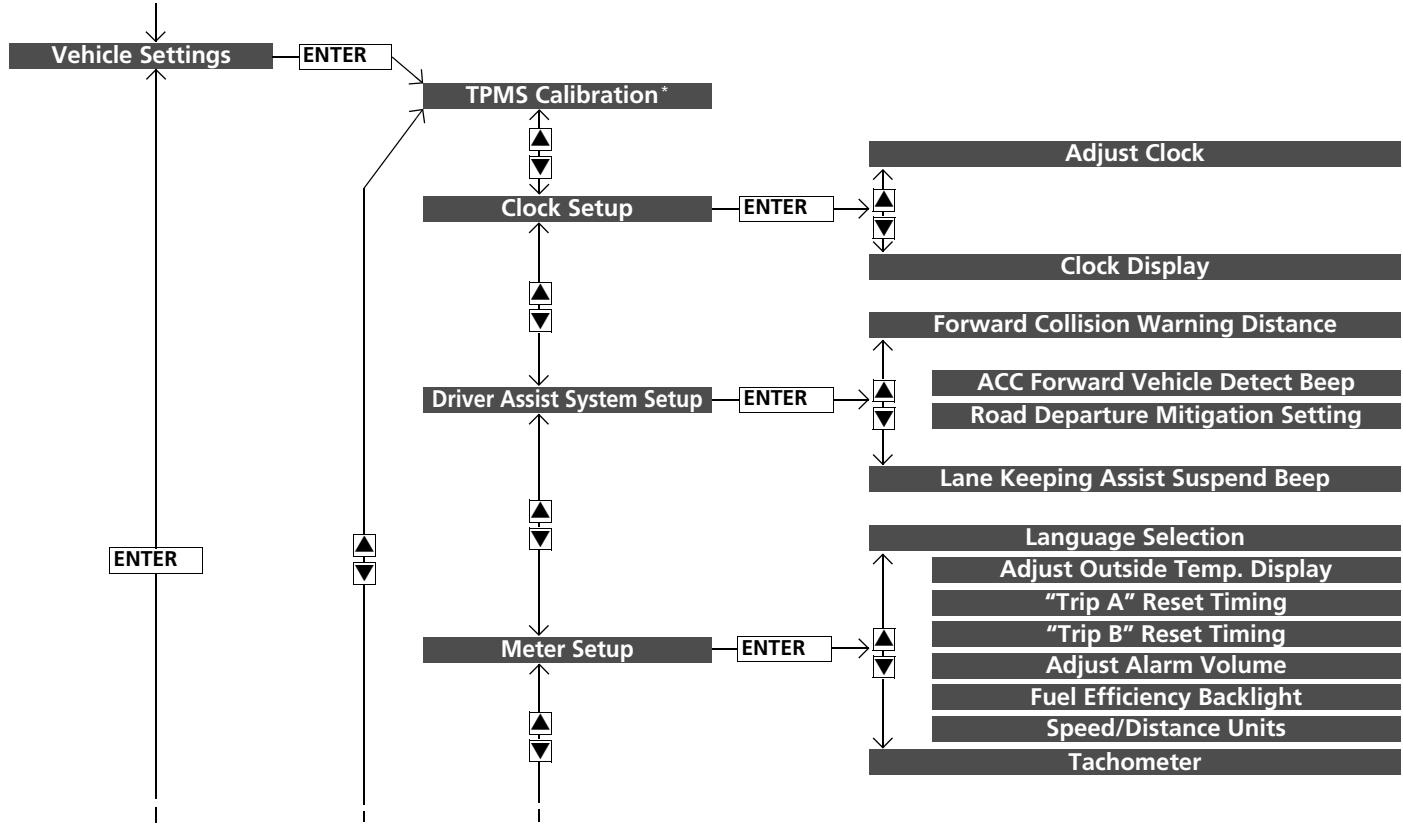 Vehicle Settings
ENTER
TPMS Calibration*
Adjust Clock
Clock Setup
ENTER
Clock Display
Forward Collision Warning Distance
ACC Forward Vehicle Detect Beep
Driver Assist System Setup
ENTER
Road Departure Mitigation Setting
Lane Keeping Assist Suspend Beep
Language Selection
ENTER
Adjust Outside Temp. Display
“Trip A” Reset Timing
“Trip B” Reset Timing
Meter Setup
ENTER
Adjust Alarm Volume
Fuel Efficiency Backlight
Speed/Distance Units
Tachometer